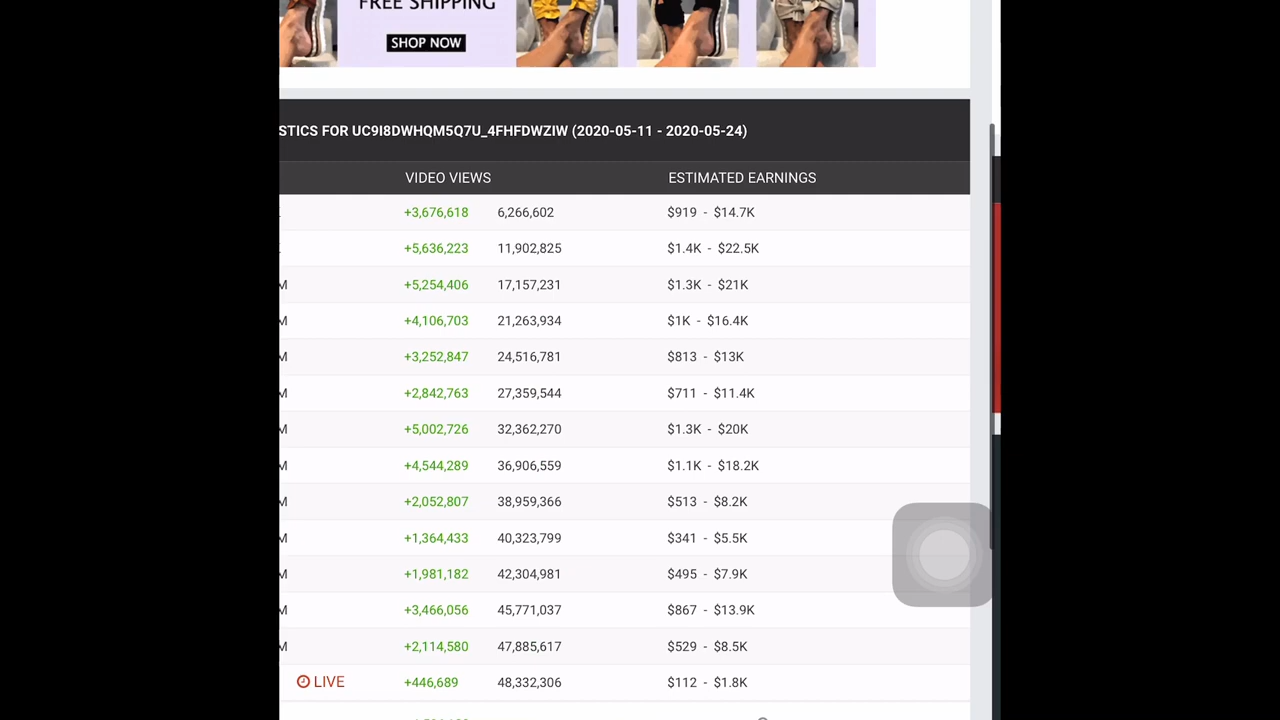 FREE SHIPPING
SHOP NOW
STICS FOR UC9I8DWHQM5Q7U_4FHFDWZIW (2020-05-11 - 2020-05-24)
VIDEO VIEWS ESTIMATED EARNINGS
+3,676,618 6,266,602 $919 - $14.7K
+5,636,223 11,902,825 $1.4K - $22.5K
M +5,254,406 17,157,231 $1.3K - $21K
M +4,106,703 21,263,934 $1K - $16.4K
M +3,252,847 24,516,781 $813 - $13K
M +2,842,763 27,359,544 $711 - $11.4K
M +5,002,726 32,362,270 $1.3K - $20K
M +4,544,289 36,906,559 $1.1K - $18.2K
M +2,052,807 38,959,366 $513 - $8.2K
M +1,364,433 40,323,799 $341 - $5.5K
M +1,981,182 42,304,981 $495 - $7.9K
M +3,466,056 45,771,037 $867 - $13.9K
M +2,114,580 47,885,617 $529 - $8.5K
LIVE +446,689 48,332,306 $112 - $1.8K